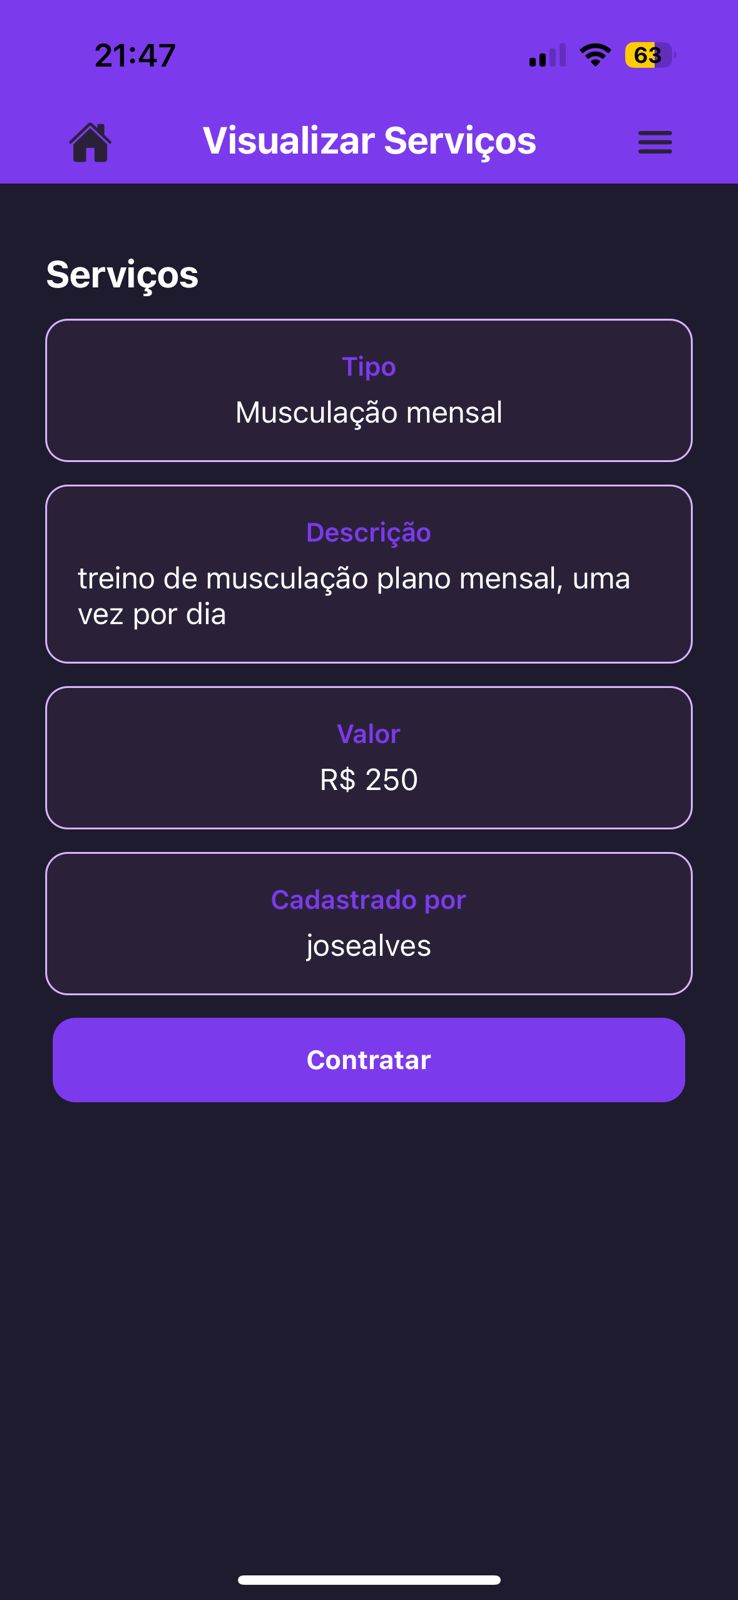 21:47
63
Visualizar Serviços
Serviços
Tipo
Musculação mensal
Descrição
treino de musculação plano mensal, uma
vez por dia
Valor
R$ 250
Cadastrado por
josealves
Contratar